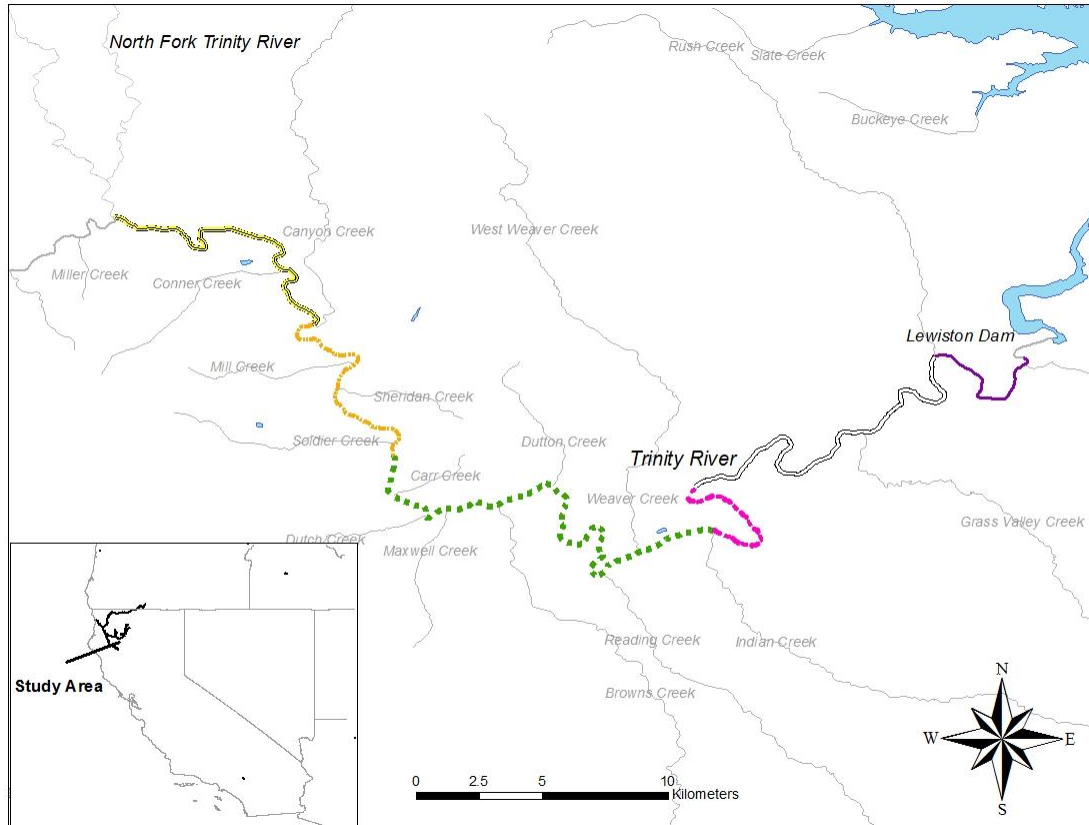 North Fork Trinity River
Rush Creek
Slate Creek
Buckeye Creek
Canyon Creek
West Weaver Creek
Miller Creek
Conner Creek
Lewiston Dam
Mill Creek
Sheridan Creek
Soldier Creek
Dutton Creek
Trinity River
Carr Creek
Weaver Creek
Grass Valley Creek
Dutch Creek
Maxwell Creek
Reading Creek
Indian Creek
Browns Creek
Study Area
N
W
E
S
0 2.5 5 10
Kilometers